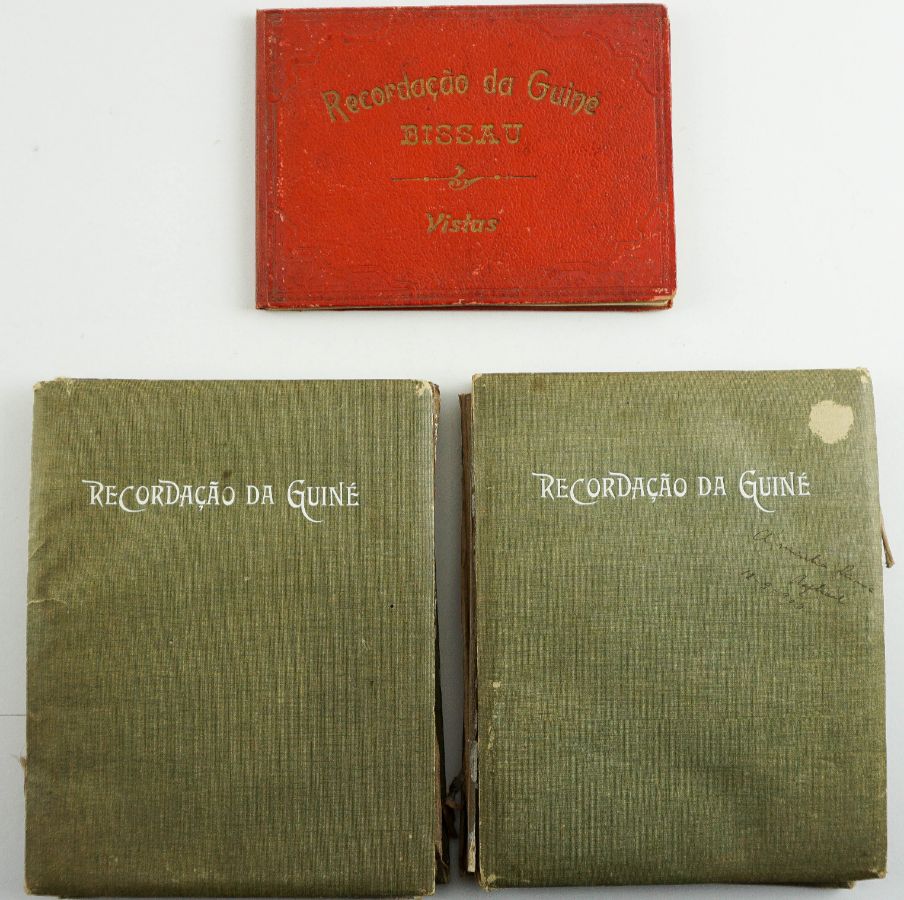 Recordação da Guiné
BISSAU
Vistas
RECORDAÇÃO DA GUINÉ
RECORDAÇÃO DA GUINÉ